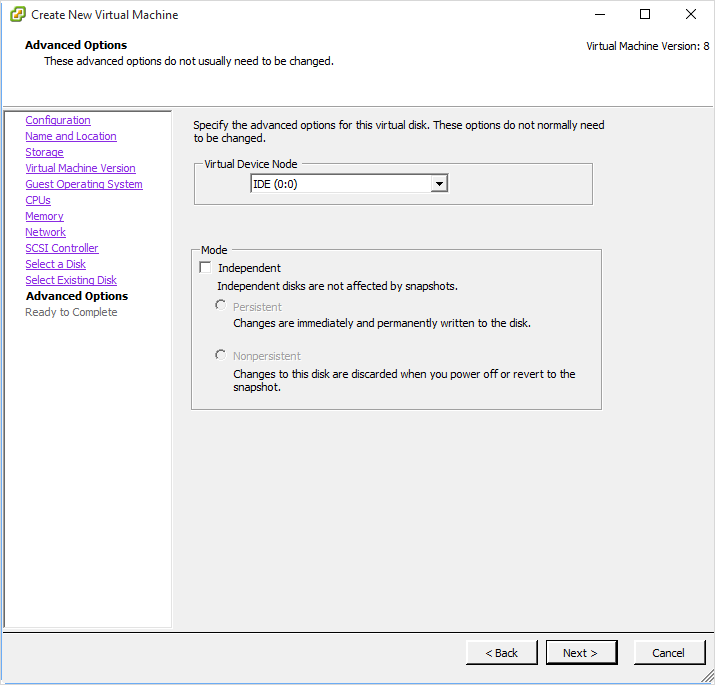 Create New Virtual Machine
Advanced Options
These advanced options do not usually need to be changed.
Virtual Machine Version: 8
Configuration
Name and Location
Storage
Virtual Machine Version
Guest Operating System
CPUs
Memory
Network
SCSI Controller
Select a Disk
Select Existing Disk
Advanced Options
Ready to Complete
Specify the advanced options for this virtual disk. These options do not normally need
to be changed.
Virtual Device Node
IDE (0:0)
Mode
Independent
Independent disks are not affected by snapshots.
Persistent
Changes are immediately and permanently written to the disk.
Nonpersistent
Changes to this disk are discarded when you power off or revert to the
snapshot.
< Back
Next >
Cancel